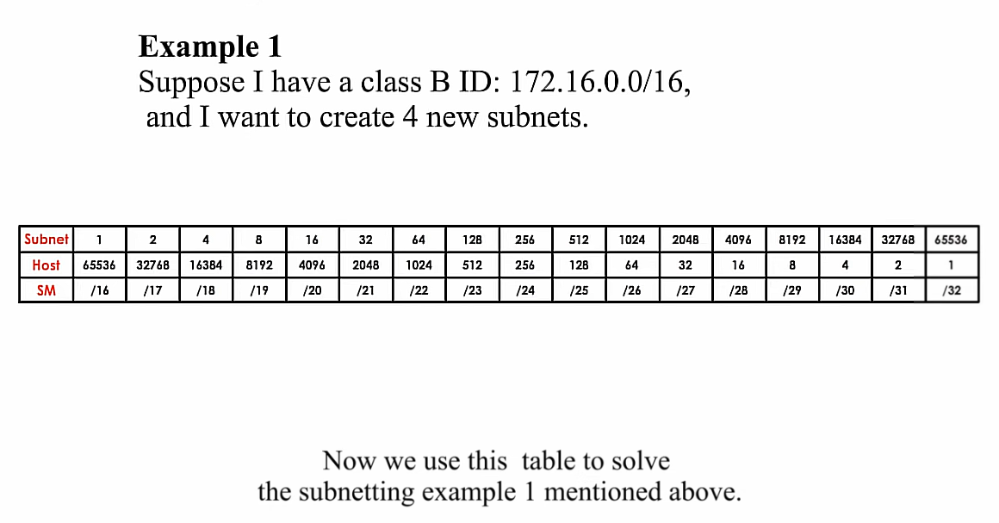 Example 1
Suppose I have a class B ID: 172.16.0.0/16,
and I want to create 4 new subnets.
Subnet 1 2 4 8 16 32 64 128 256 512 1024 2048 4096 8192 16384 32768 65536
Host 65536 32768 16384 8192 4096 2048 1024 512 256 128 64 32 16 8 4 2 1
SM /16 /17 /18 /19 /20 /21 /22 /23 /24 /25 /26 /27 /28 /29 /30 /31 /32
Now we use this table to solve
the subnetting example 1 mentioned above.